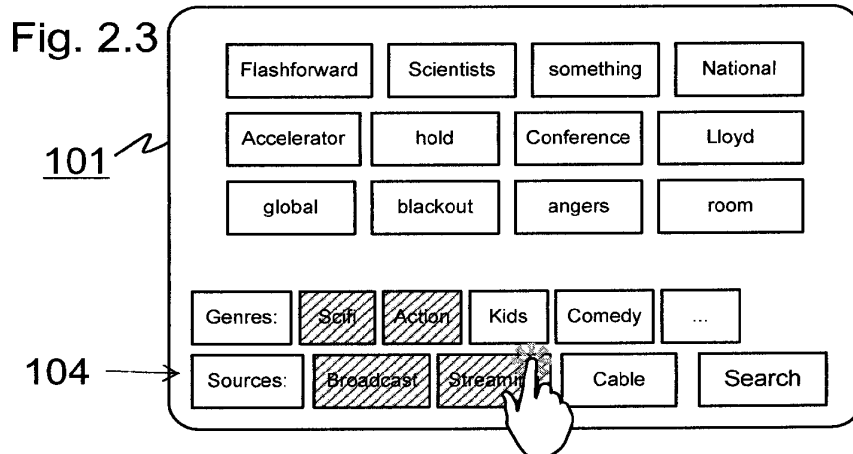 Fig. 2.3
Flashforward Scientists something National
101
Accelerator hold Conference Lloyd
global blackout angers room
Genres: Scifi Action Kids Comedy ...
104
Sources: Broadcast Streaming Cable Search